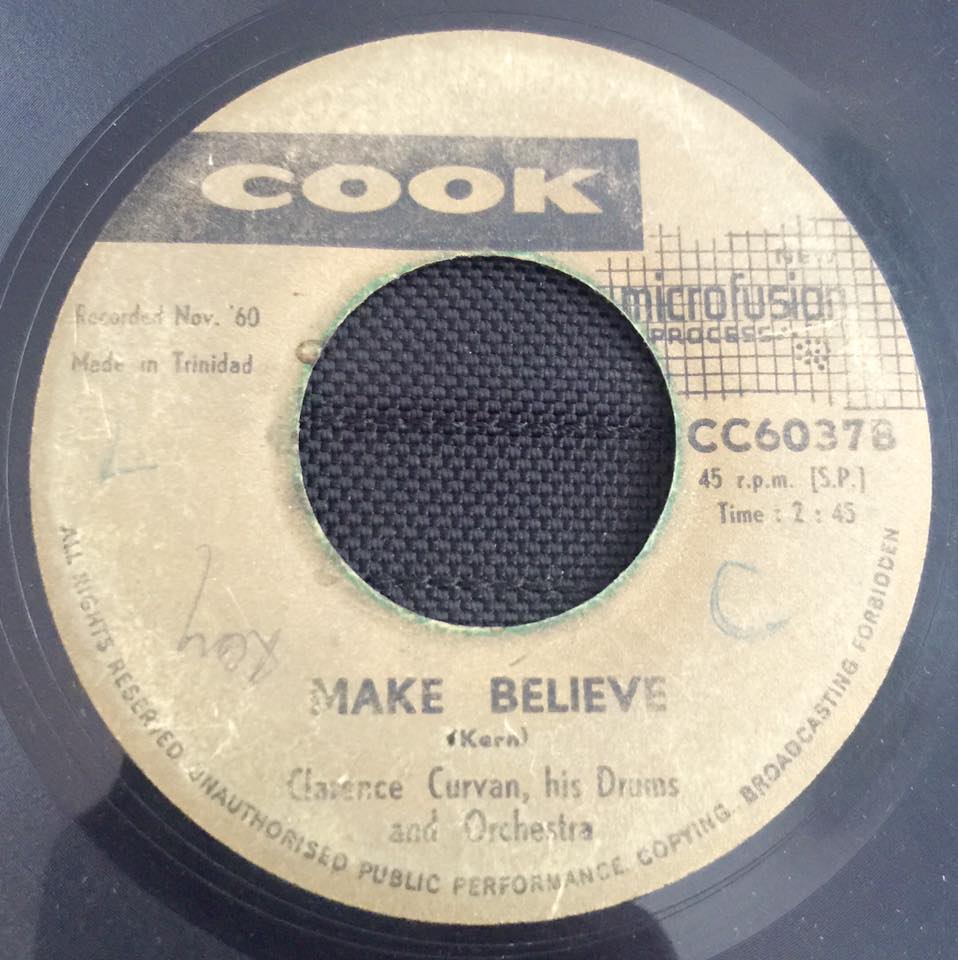 COOK
NEW
microfusion
PROCESS
Recorded Nov. '60
Made in Trinidad
CC6037B
45 r.p.m. [S.P.]
Time : 2 : 45
L
C
MAKE BELIEVE
(Kern)
Clarence Curvan, his Drums
and Orchestra
ALL RIGHTS RESERVED. UNAUTHORISED PUBLIC PERFORMANCE. COPYING. BROADCASTING FORBIDDEN